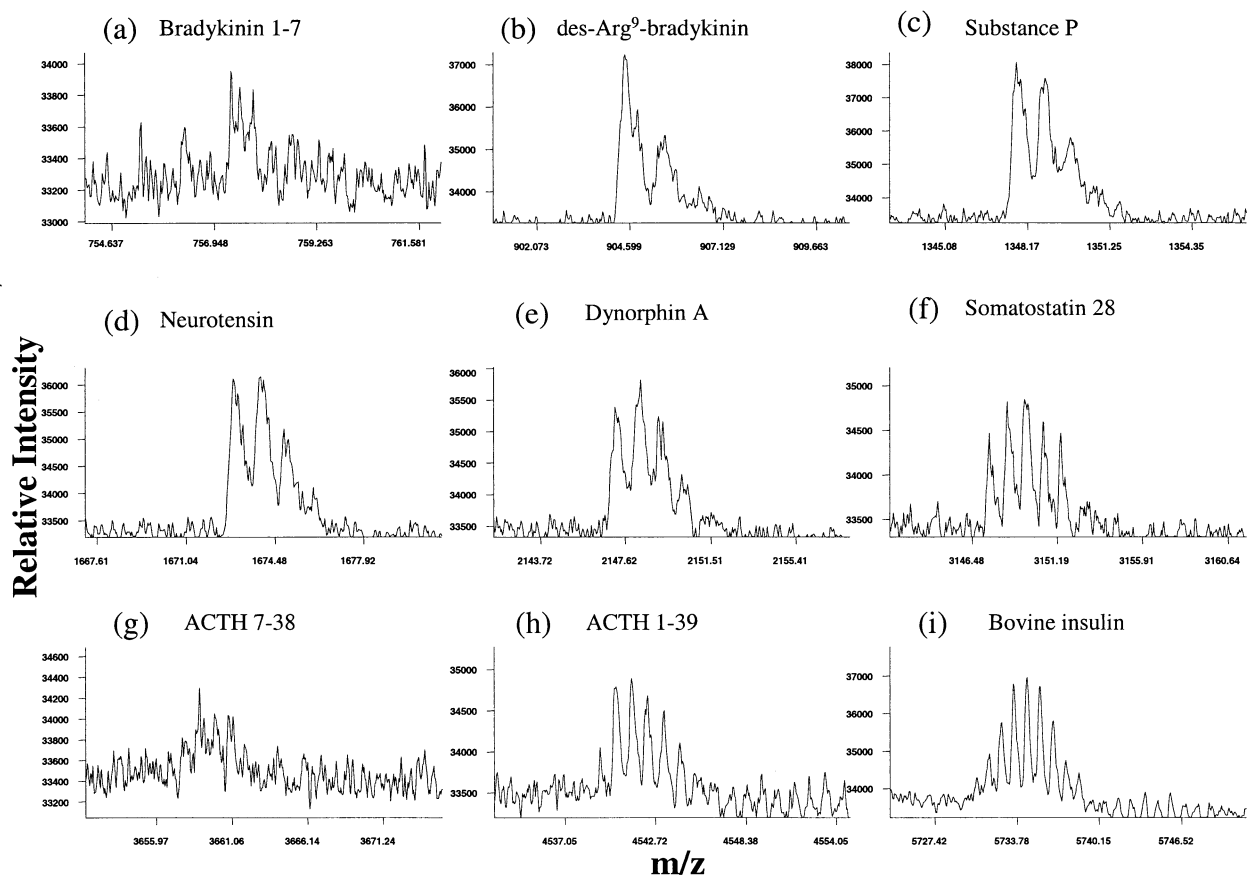 (a) Bradykinin 1-7
34000
33800
33600
33400
33200
33000
754.637 756.948 759.263 761.581
(b) des-Arg⁹-bradykinin
37000
36000
35000
34000
902.073 904.599 907.129 909.663
(c) Substance P
38000
37000
36000
35000
34000
1345.08 1348.17 1351.25 1354.35
Relative Intensity
(d) Neurotensin
36000
35500
35000
34500
34000
33500
1667.61 1671.04 1674.48 1677.92
(e) Dynorphin A
36000
35500
35000
34500
34000
33500
2143.72 2147.62 2151.51 2155.41
(f) Somatostatin 28
35000
34500
34000
33500
3146.48 3151.19 3155.91 3160.64
(g) ACTH 7-38
34600
34400
34200
34000
33800
33600
33400
33200
3655.97 3661.06 3666.14 3671.24
(h) ACTH 1-39
35000
34500
34000
33500
4537.05 4542.72 4548.38 4554.05
(i) Bovine insulin
37000
36000
35000
34000
5727.42 5733.78 5740.15 5746.52
m/z